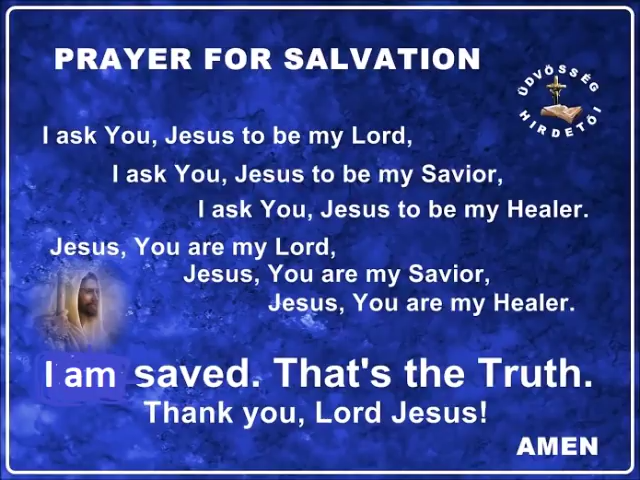 PRAYER FOR SALVATION
ÜDVÖSSÉG
HIRDETŐI
I ask You, Jesus to be my Lord,
I ask You, Jesus to be my Savior,
I ask You, Jesus to be my Healer.
Jesus, You are my Lord,
Jesus, You are my Savior,
Jesus, You are my Healer.
I am saved. That's the Truth.
Thank you, Lord Jesus!
AMEN